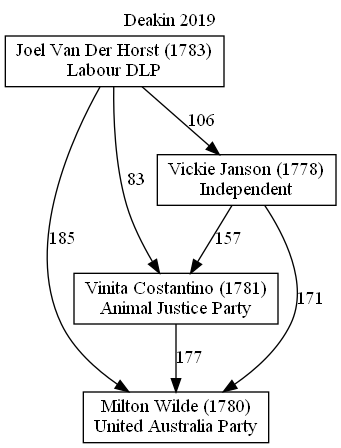 Deakin 2019
Joel Van Der Horst (1783)
Labour DLP
106
Vickie Janson (1778)
Independent
83
185
157
171
Vinita Costantino (1781)
Animal Justice Party
177
Milton Wilde (1780)
United Australia Party